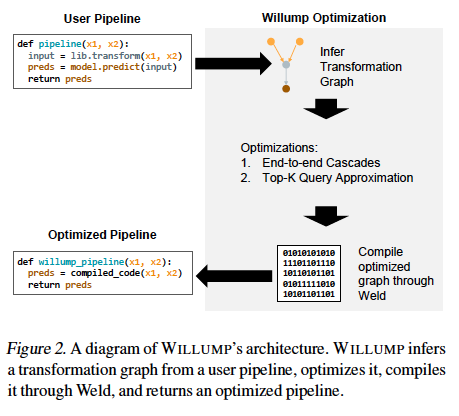 User Pipeline
def pipeline(x1, x2):
input = lib.transform(x1, x2)
preds = model.predict(input)
return preds
Willump Optimization
Infer
Transformation
Graph
Optimizations:
1. End-to-end Cascades
2. Top-K Query Approximation
Optimized Pipeline
def willump_pipeline(x1, x2):
preds = compiled_code(x1, x2)
return preds
01010101010
11101101110
10110101101
01011111010
10101101101
Compile
optimized
graph through
Weld
Figure 2. A diagram of WILLUMP's architecture. WILLUMP infers
a transformation graph from a user pipeline, optimizes it, compiles
it through Weld, and returns an optimized pipeline.